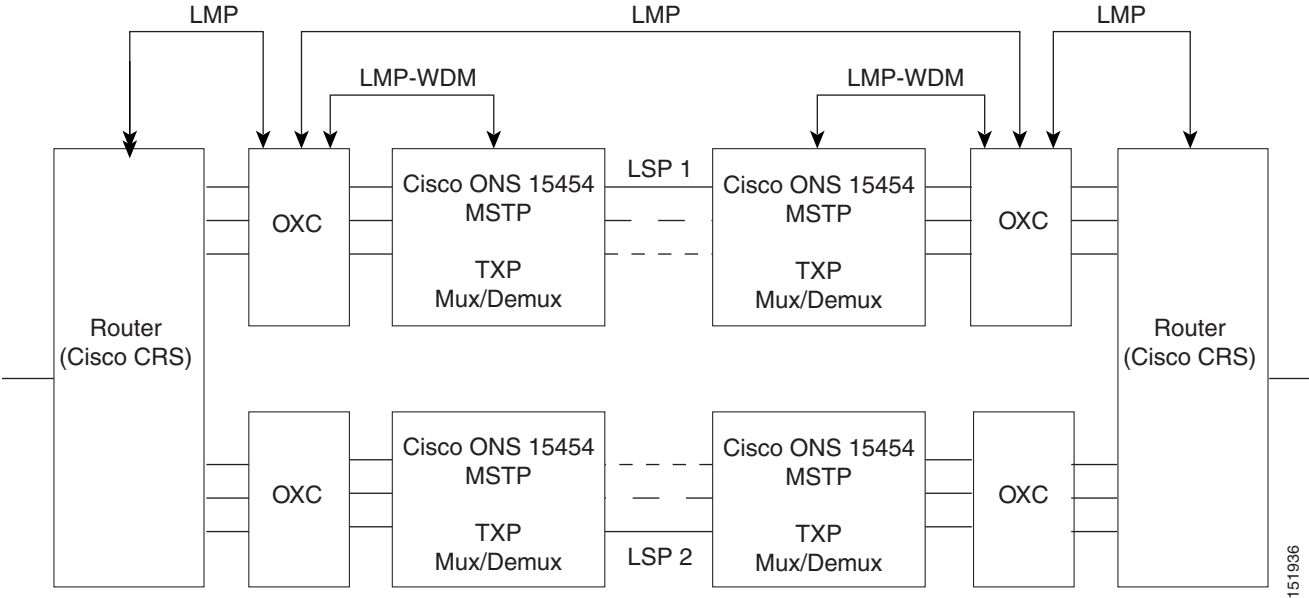 LMP
LMP
LMP
LMP-WDM
LMP-WDM
Cisco ONS 15454
MSTP
TXP
Mux/Demux
LSP 1
Cisco ONS 15454
MSTP
TXP
Mux/Demux
OXC
OXC
Router
(Cisco CRS)
Router
(Cisco CRS)
OXC
Cisco ONS 15454
MSTP
TXP
Mux/Demux
LSP 2
Cisco ONS 15454
MSTP
TXP
Mux/Demux
OXC
151936